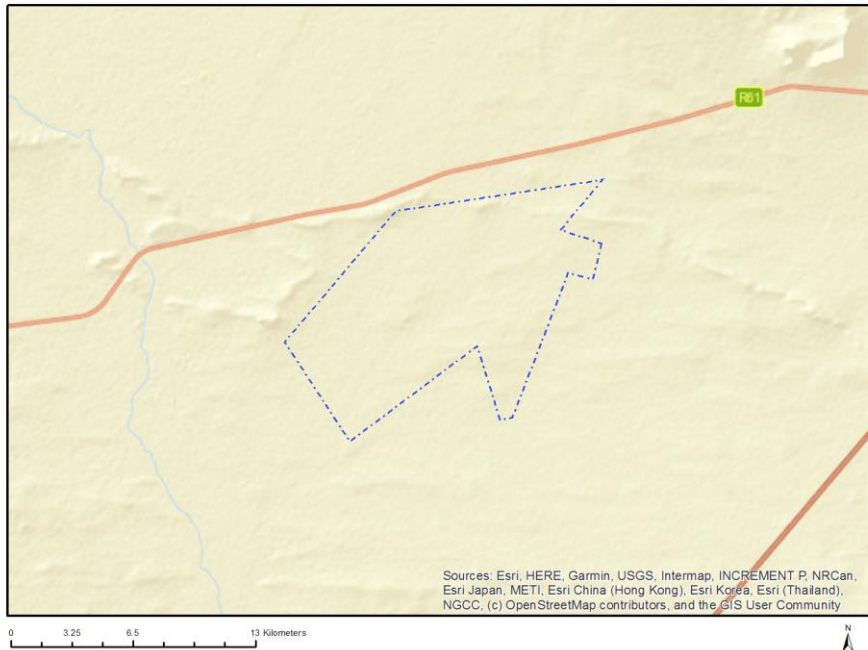 R61
Sources: Esri, HERE, Garmin, USGS, Intermap, INCREMENT P, NRCan,
Esri Japan, METI, Esri China (Hong Kong), Esri Korea, Esri (Thailand),
NGCC, (c) OpenStreetMap contributors, and the GIS User Community
0 3.25 6.5 13 Kilometers
N